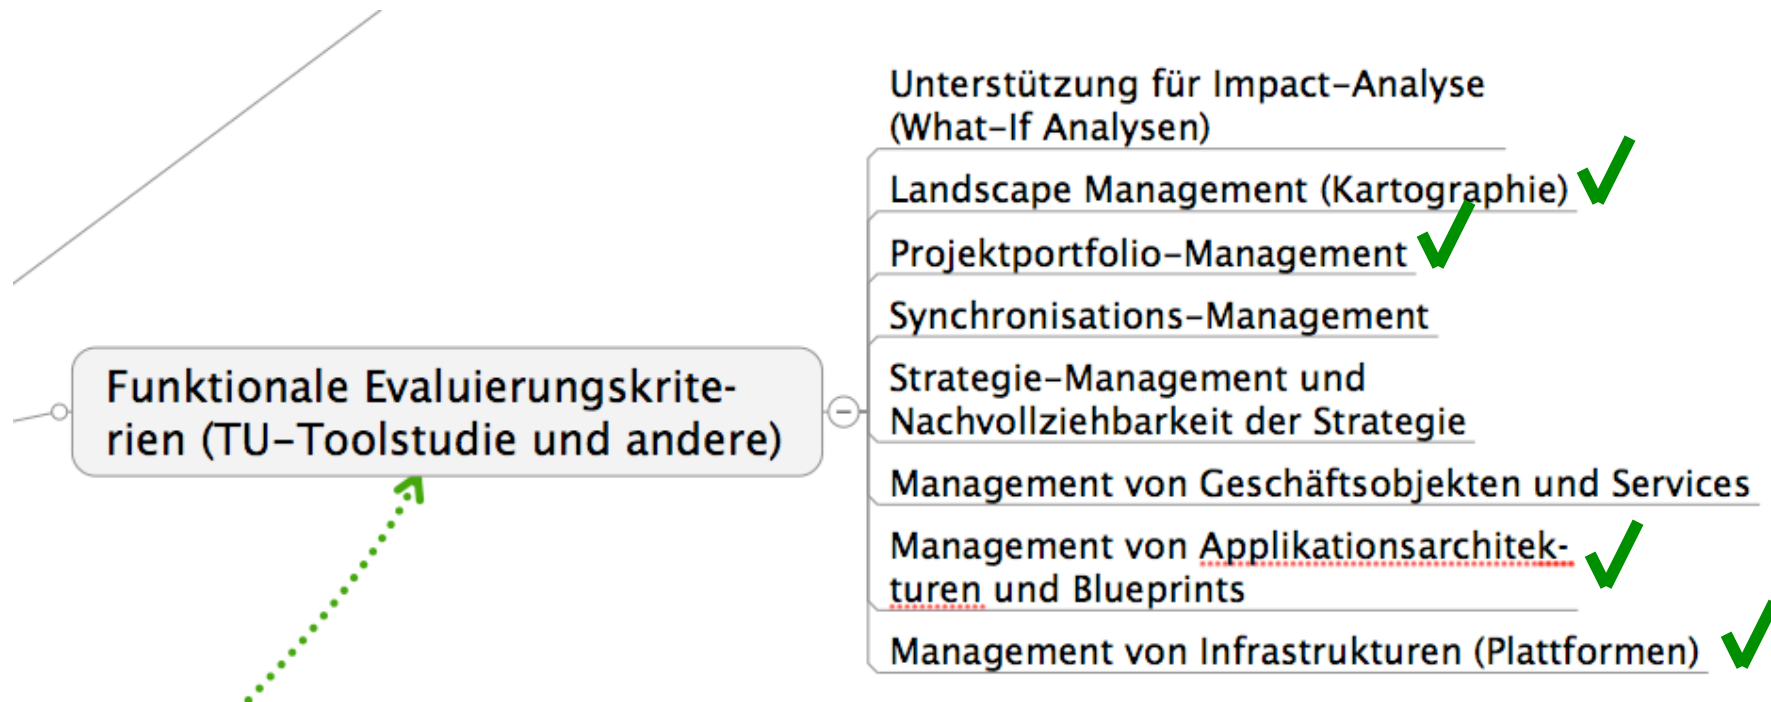 Funktionale Evaluierungskrite-
rien (TU-Toolstudie und andere)
Unterstützung für Impact-Analyse
(What-If Analysen)
Landscape Management (Kartographie)
Projektportfolio-Management
Synchronisations-Management
Strategie-Management und
Nachvollziehbarkeit der Strategie
Management von Geschäftsobjekten und Services
Management von Applikationsarchitek-
turen und Blueprints
Management von Infrastrukturen (Plattformen)